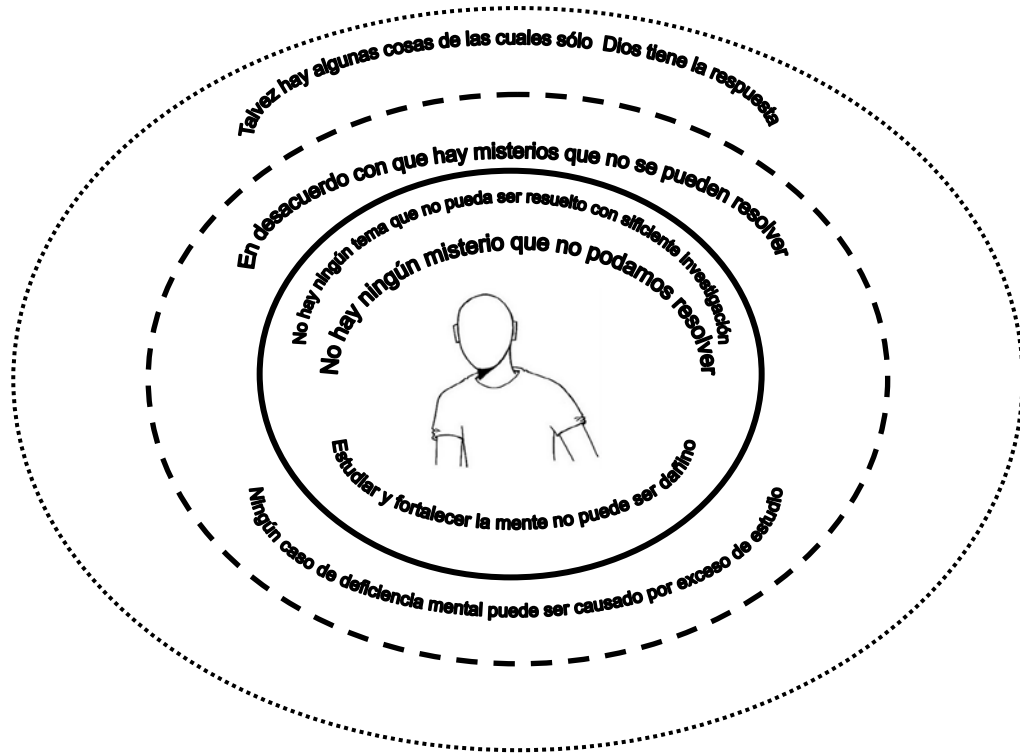 Talvez hay algunas cosas de las cuales sólo Dios tiene la respuesta
En desacuerdo con que hay misterios que no se pueden resolver
No hay ningún tema que no pueda ser resuelto con sificiente investigación
No hay ningún misterio que no podamos resolver
Estudiar y fortalecer la mente no puede ser dañino
Ningún caso de deficiencia mental puede ser causado por exceso de estudio